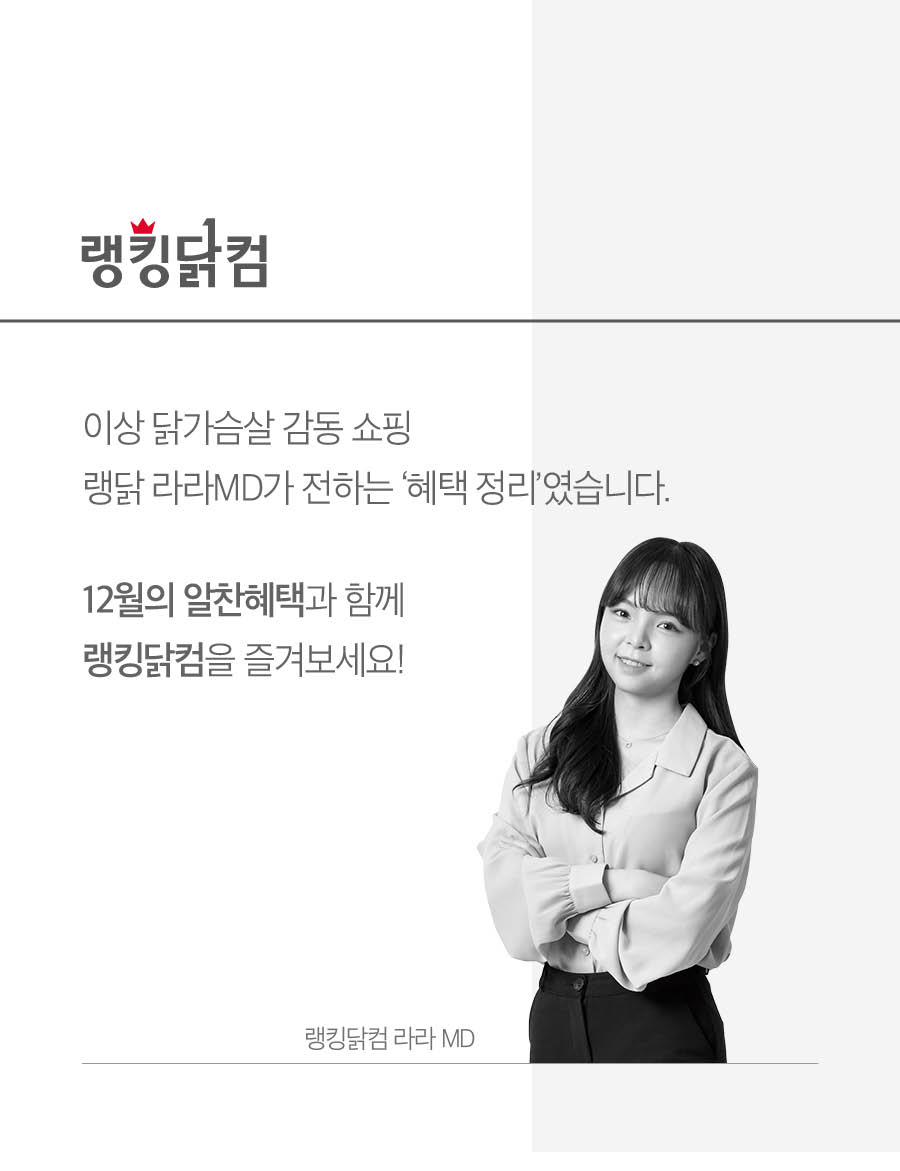 랭킹닭컴
이상 닭가슴살 감동 쇼핑
랭닭 라라MD가 전하는 ‘혜택 정리’였습니다.
12월의 알찬혜택과 함께
랭킹닭컴을 즐겨보세요!
랭킹닭컴 라라 MD